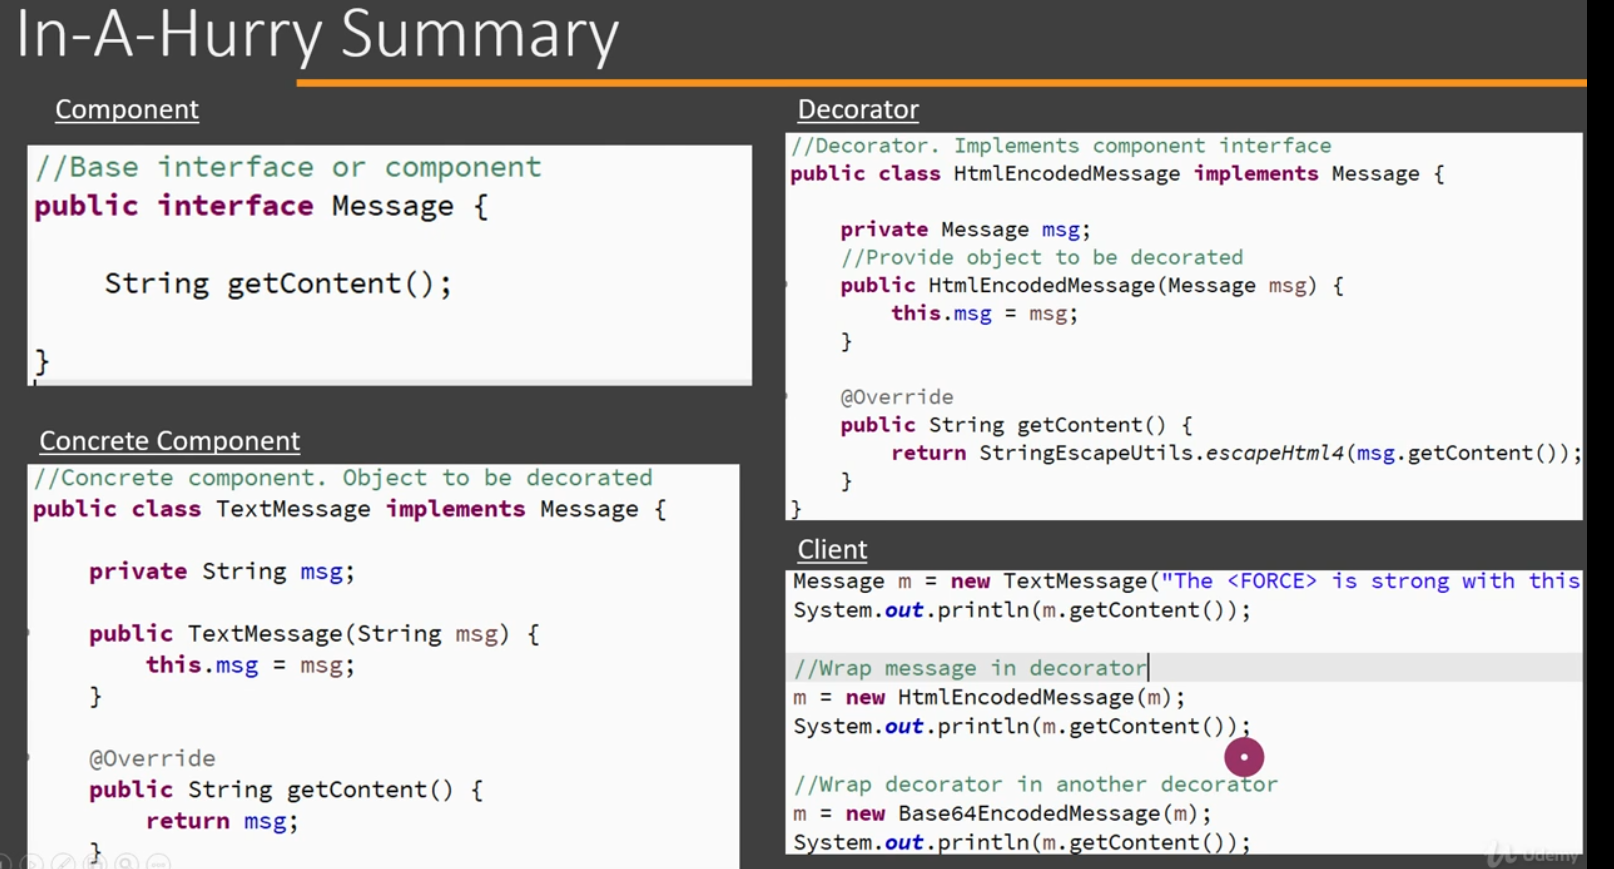 In-A-Hurry Summary
Component
//Base interface or component
public interface Message {
String getContent();
}
Concrete Component
//Concrete component. Object to be decorated
public class TextMessage implements Message {
private String msg;
public TextMessage(String msg) {
this.msg = msg;
}
@Override
public String getContent() {
return msg;
}
Decorator
//Decorator. Implements component interface
public class HtmlEncodedMessage implements Message {
private Message msg;
//Provide object to be decorated
public HtmlEncodedMessage(Message msg) {
this.msg = msg;
}
@Override
public String getContent() {
return StringEscapeUtils.escapeHtml4(msg.getContent());
}
}
Client
Message m = new TextMessage("The <FORCE> is strong with this
System.out.println(m.getContent());
//Wrap message in decorator
m = new HtmlEncodedMessage(m);
System.out.println(m.getContent());
//Wrap decorator in another decorator
m = new Base64EncodedMessage(m);
System.out.println(m.getContent());
Udemy